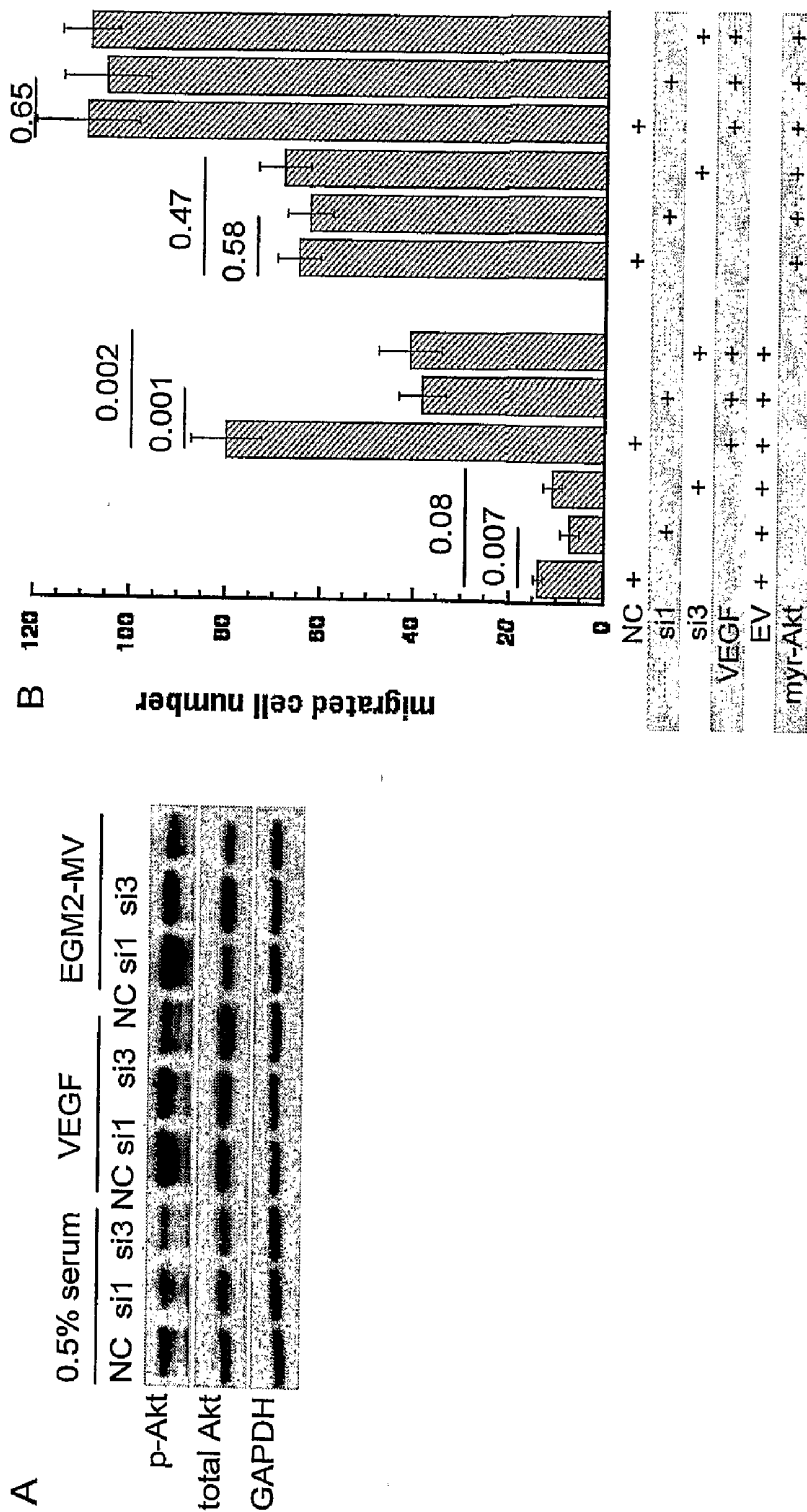 A
0.5% serum VEGF EGM2-MV
NC si1 si3 NC si1 si3 NC si1 si3
p-Akt
total Akt
GAPDH
B
migrated cell number
120
100
80
60
40
20
0
0.007
0.08
0.001
0.002
0.58
0.47
0.65
NC + + + +
si1 + + + +
si3 + + + +
VEGF + + + + + +
EV + + + + + +
myr-Akt + + + + + +